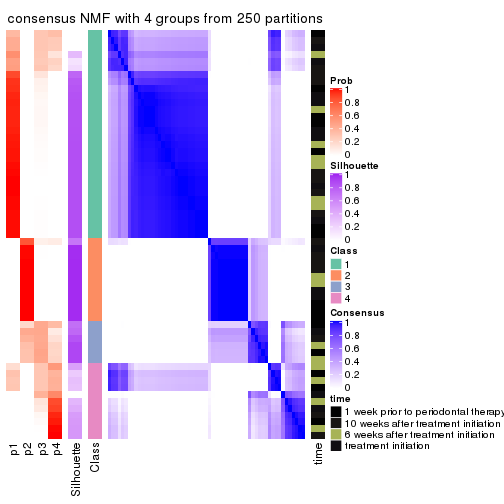 consensus NMF with 4 groups from 250 partitions
Prob
1
0.8
0.6
0.4
0.2
0
Silhouette
1
0.8
0.6
0.4
0.2
0
Class
1
2
3
4
Consensus
1
0.8
0.6
0.4
0.2
0
time
1 week prior to periodontal therapy
10 weeks after treatment initiation
6 weeks after treatment initiation
treatment initiation
p1
p2
p3
p4
Silhouette
Class
time